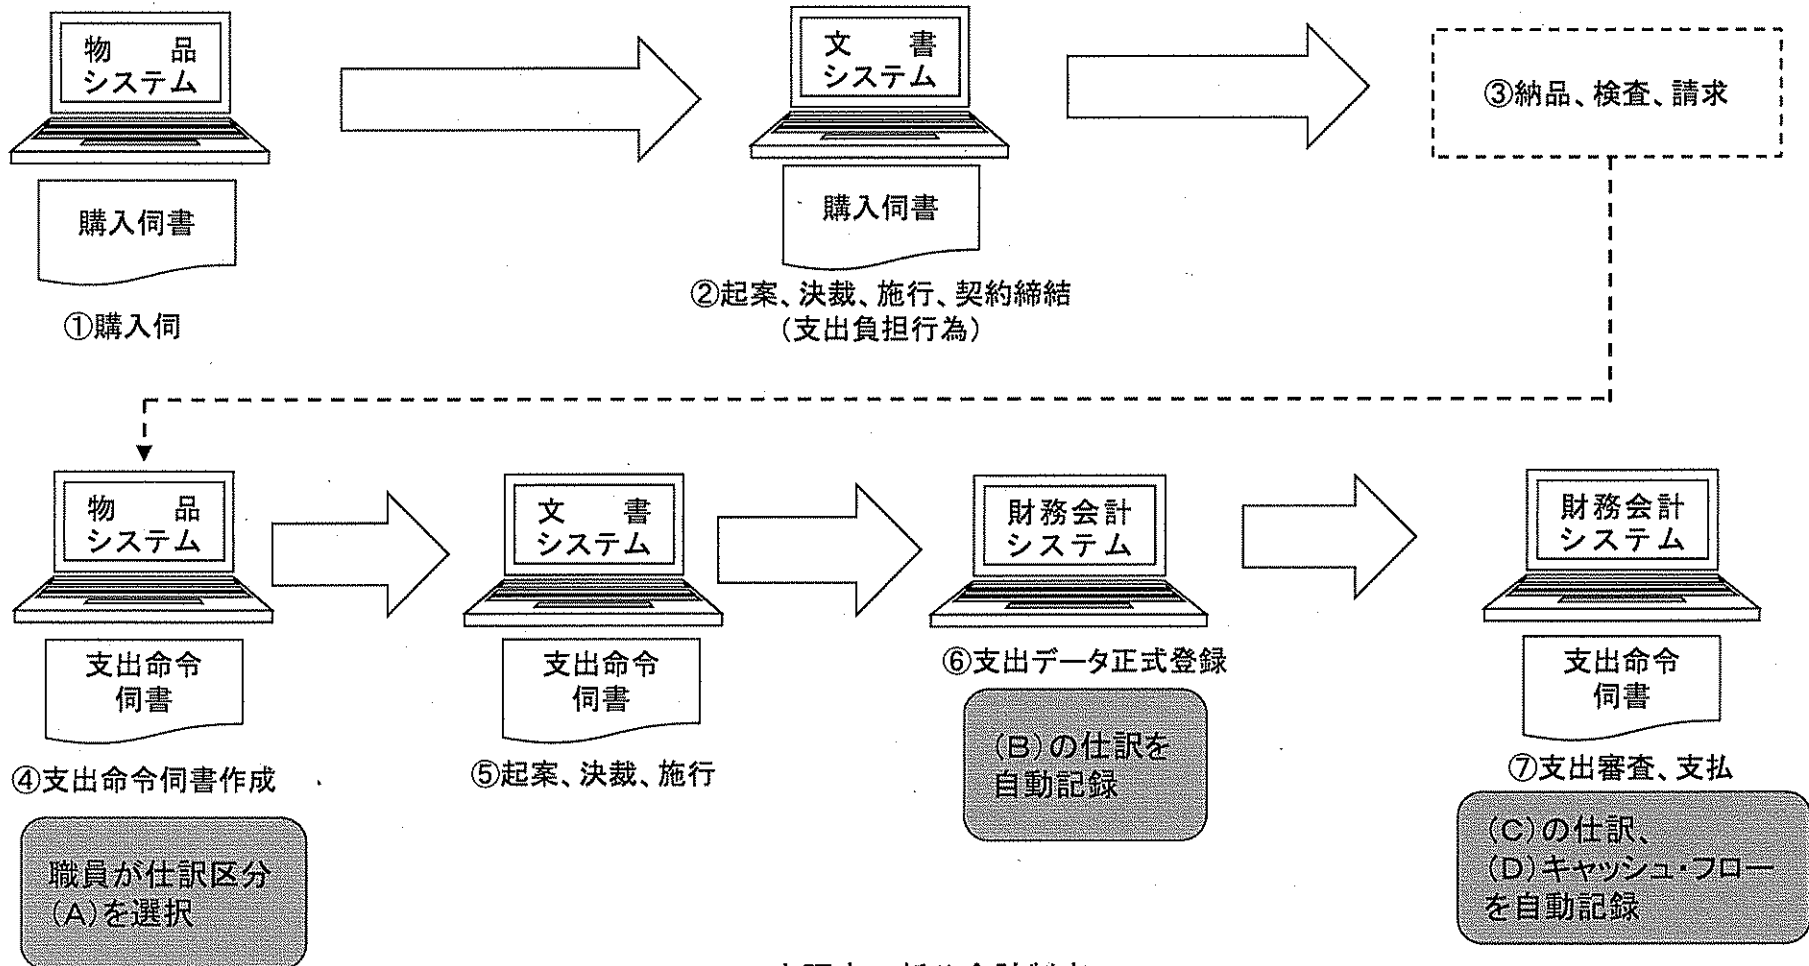 物 品
システム
購入伺書
①購入伺
文 書
システム
購入伺書
②起案、決裁、施行、契約締結
(支出負担行為)
③納品、検査、請求
物 品
システム
支出命令
伺書
④支出命令伺書作成
職員が仕訳区分
(A)を選択
文 書
システム
支出命令
伺書
⑤起案、決裁、施行
財務会計
システム
⑥支出データ正式登録
(B)の仕訳を
自動記録
財務会計
システム
支出命令
伺書
⑦支出審査、支払
(C)の仕訳、
(D)キャッシュ・フロー
を自動記録